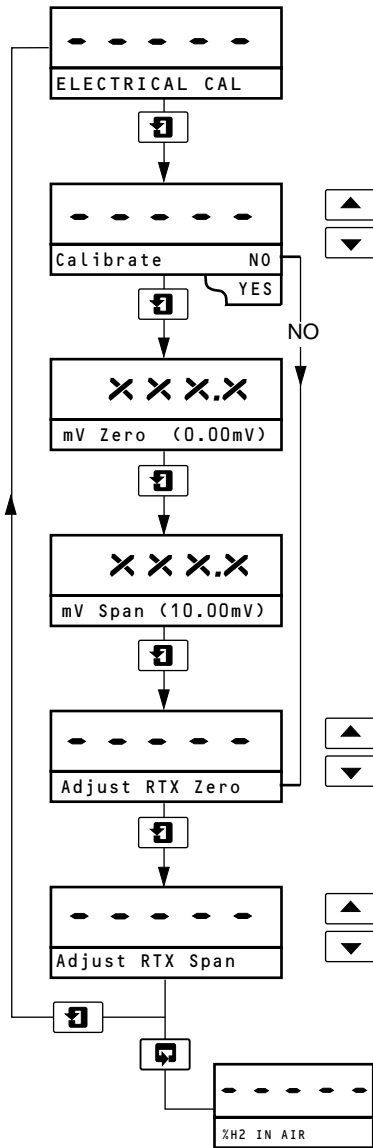 - - - - -
ELECTRICAL CAL
- - - - -
Calibrate NO
YES
NO
XXX.X
mV Zero (0.00mV)
XXX.X
mV Span (10.00mV)
- - - - -
Adjust RTX Zero
- - - - -
Adjust RTX Span
- - - - -
%H2 IN AIR